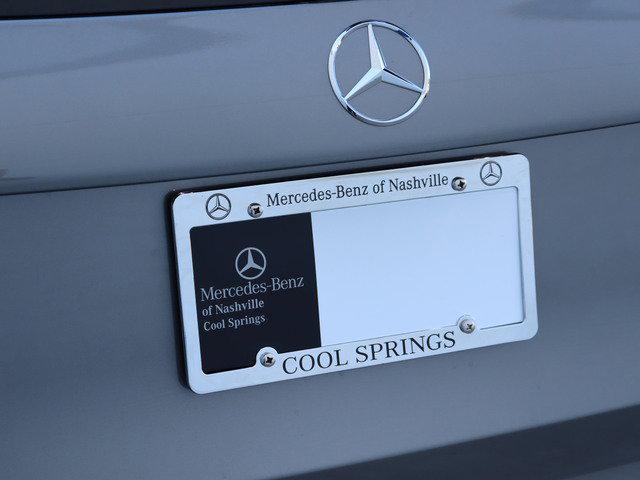 Mercedes-Benz of Nashville
Mercedes-Benz
of Nashville
Cool Springs
COOL SPRINGS